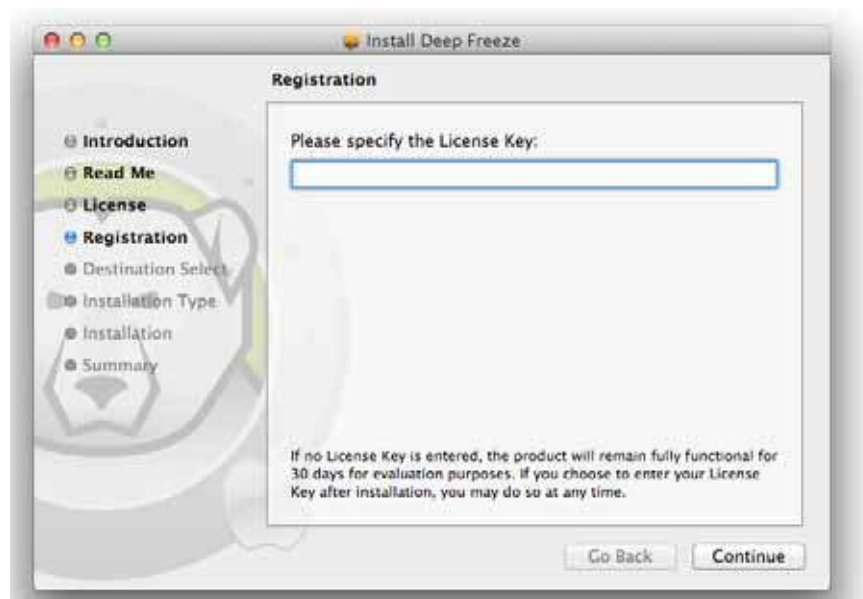 Install Deep Freeze
Registration
Introduction
Read Me
License
Registration
Destination Select
Installation Type
Installation
Summary
Please specify the License Key:
If no License Key is entered, the product will remain fully functional for
30 days for evaluation purposes. If you choose to enter your License
Key after installation, you may do so at any time.
Go Back
Continue